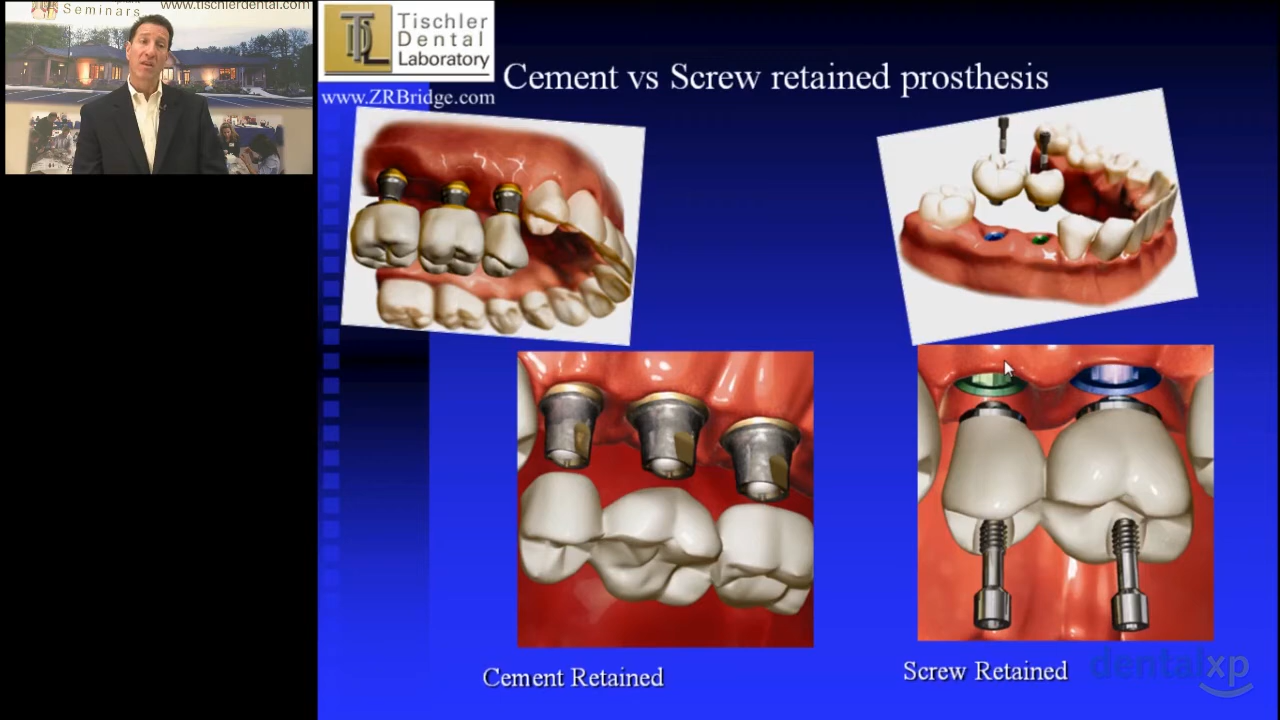 Seminars
www.tischlerdental.com
TDL
Tischler
Dental
Laboratory
www.ZRBridge.com
Cement vs Screw retained prosthesis
Cement Retained
Screw Retained
dentalxp